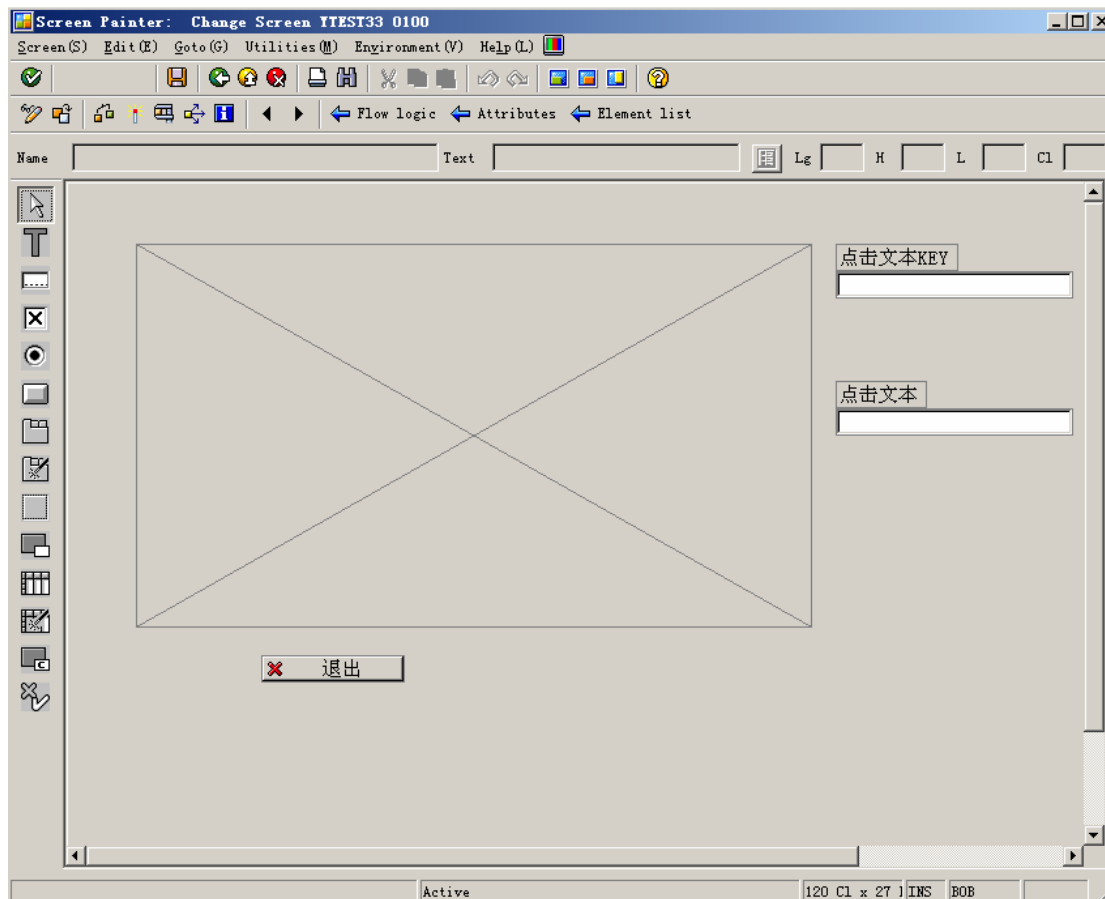 Screen Painter: Change Screen YTEST33 0100
Screen(S) Edit(E) Goto(G) Utilities(M) Environment(V) Help(L)
Flow logic Attributes Element list
Name Text Lg H L Cl
点击文本KEY
点击文本
退出
Active 120 Cl x 27 INS BOB